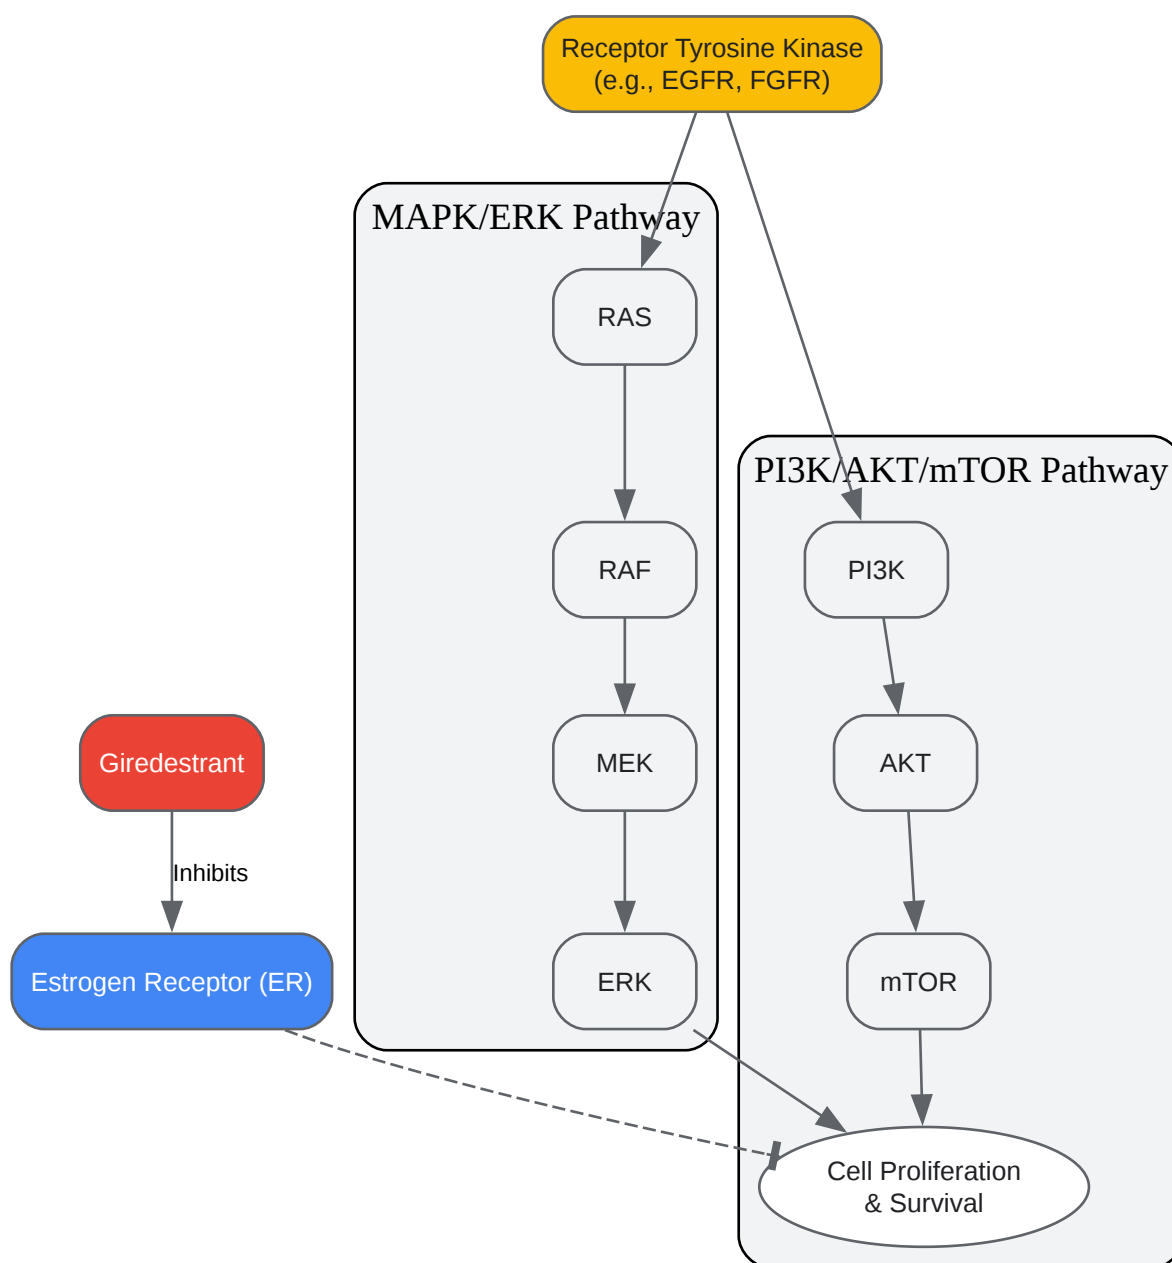 Receptor Tyrosine Kinase
(e.g., EGFR, FGFR)
MAPK/ERK Pathway
RAS
RAF
MEK
ERK
PI3K/AKT/mTOR Pathway
PI3K
AKT
mTOR
Giredestrant
Inhibits
Estrogen Receptor (ER)
Cell Proliferation
& Survival